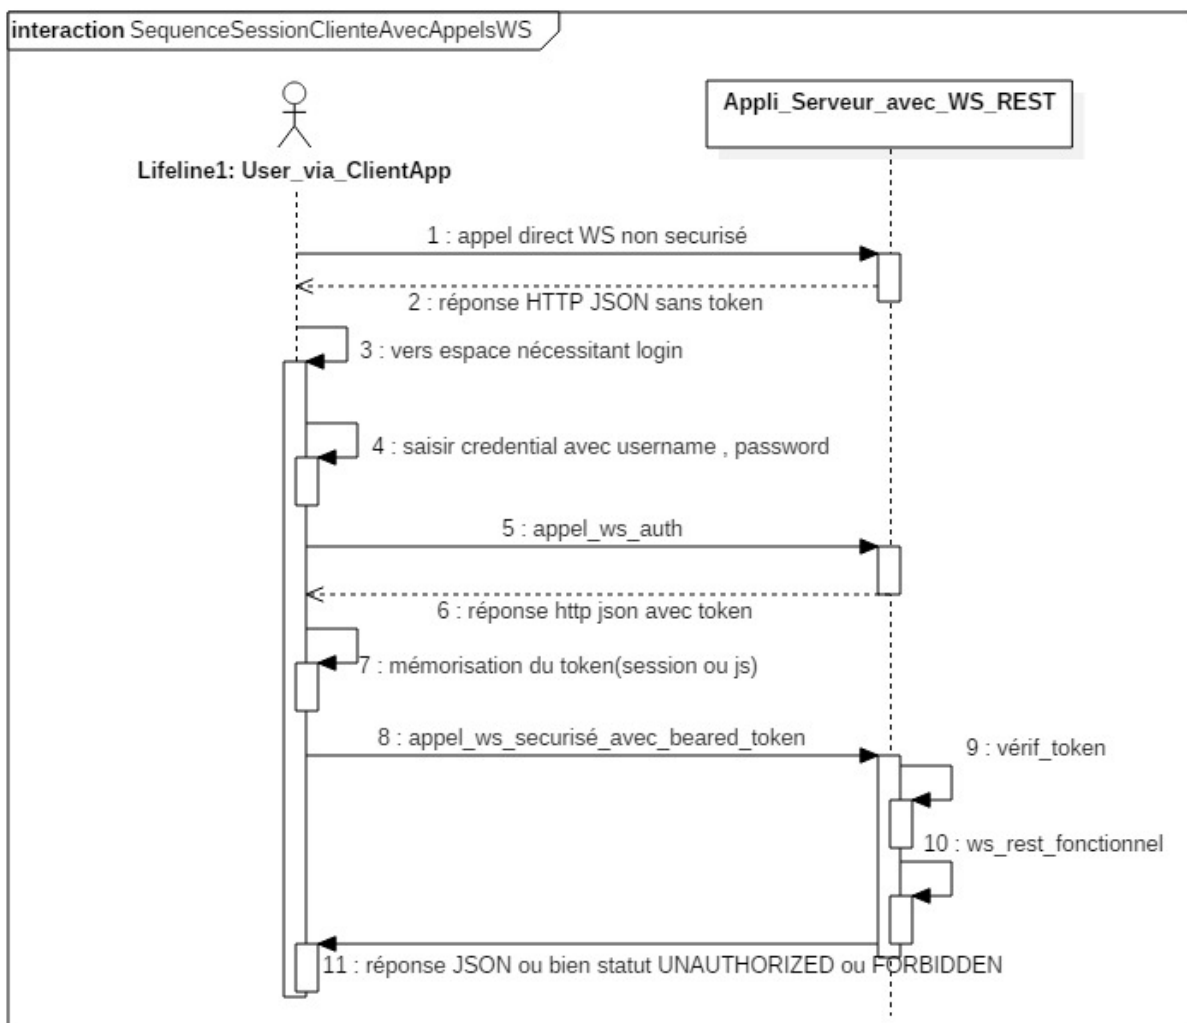 interaction SequenceSessionClienteAvecAppelsWS
Appli_Serveur_avec_WS_REST
Lifeline1: User_via_ClientApp
1 : appel direct WS non securisé
2 : réponse HTTP JSON sans token
3 : vers espace nécessitant login
4 : saisir credential avec username , password
5 : appel_ws_auth
6 : réponse http json avec token
7 : mémorisation du token(session ou js)
8 : appel_ws_securisé_avec_beared_token
9 : vérif_token
10 : ws_rest_fonctionnel
11 : réponse JSON ou bien statut UNAUTHORIZED ou FORBIDDEN